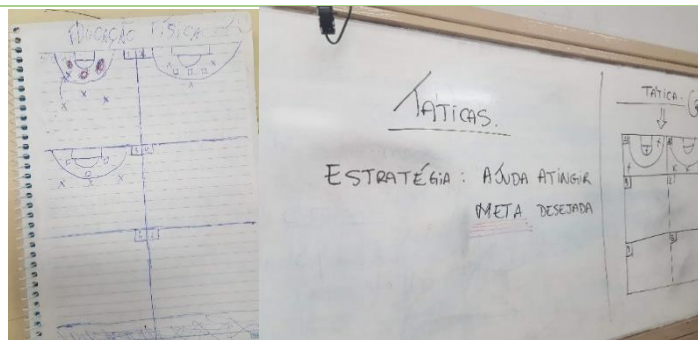 EDUCAÇÃO FÍSICA
TÁTICAS.
ESTRATÉGIA: AJUDA ATINGIR
META DESEJADA
TÁTICA.